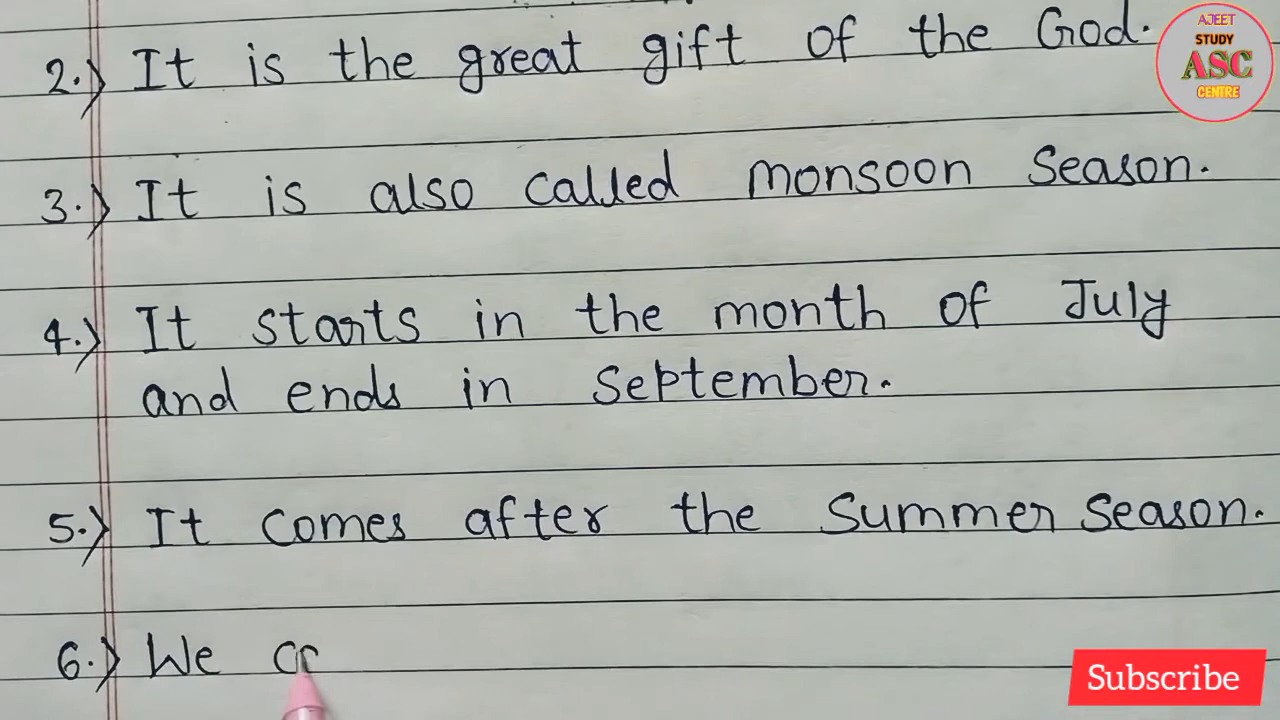 2.) It is the great gift of the God.
3.) It is also called monsoon season.
4.) It starts in the month of July
and ends in September.
5.) It comes after the Summer season.
6.) We
AJEET
STUDY
ASC
CENTRE
Subscribe